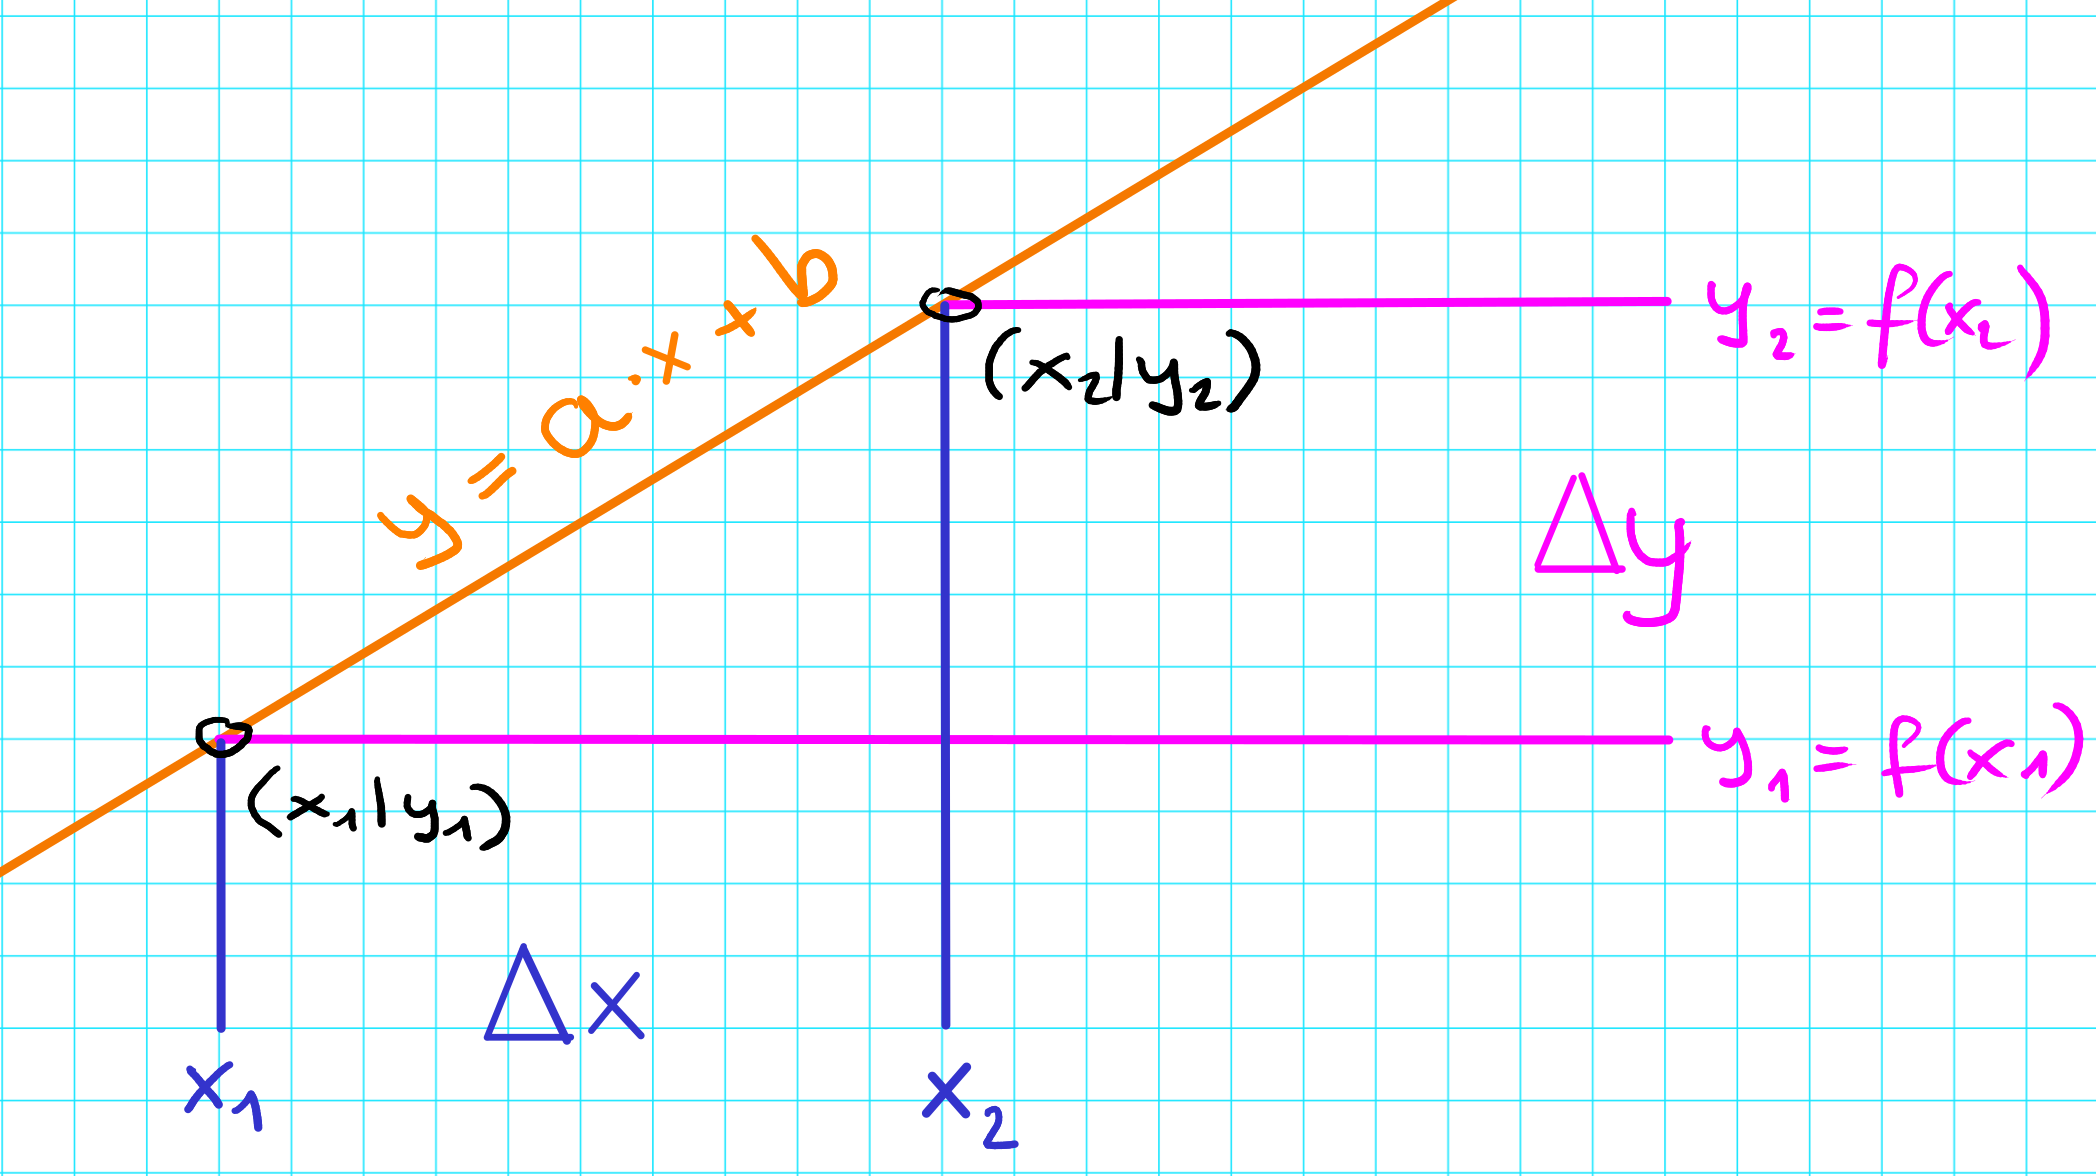 y = a · x + b
y₂ = f(x₂)
(x₂|y₂)
Δy
y₁ = f(x₁)
(x₁|y₁)
Δx
x₁
x₂